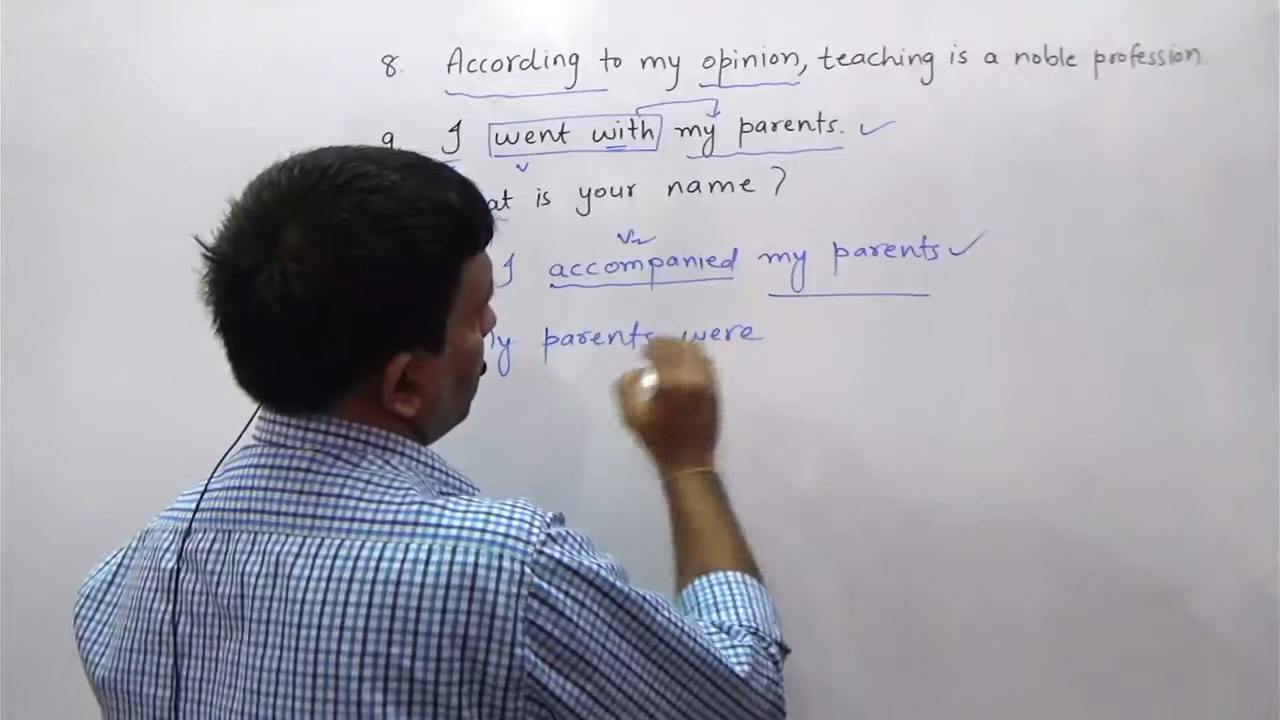 8. According to my opinion, teaching is a noble profession
9. I went with my parents.
is your name?
I accompanied my parents
parents were